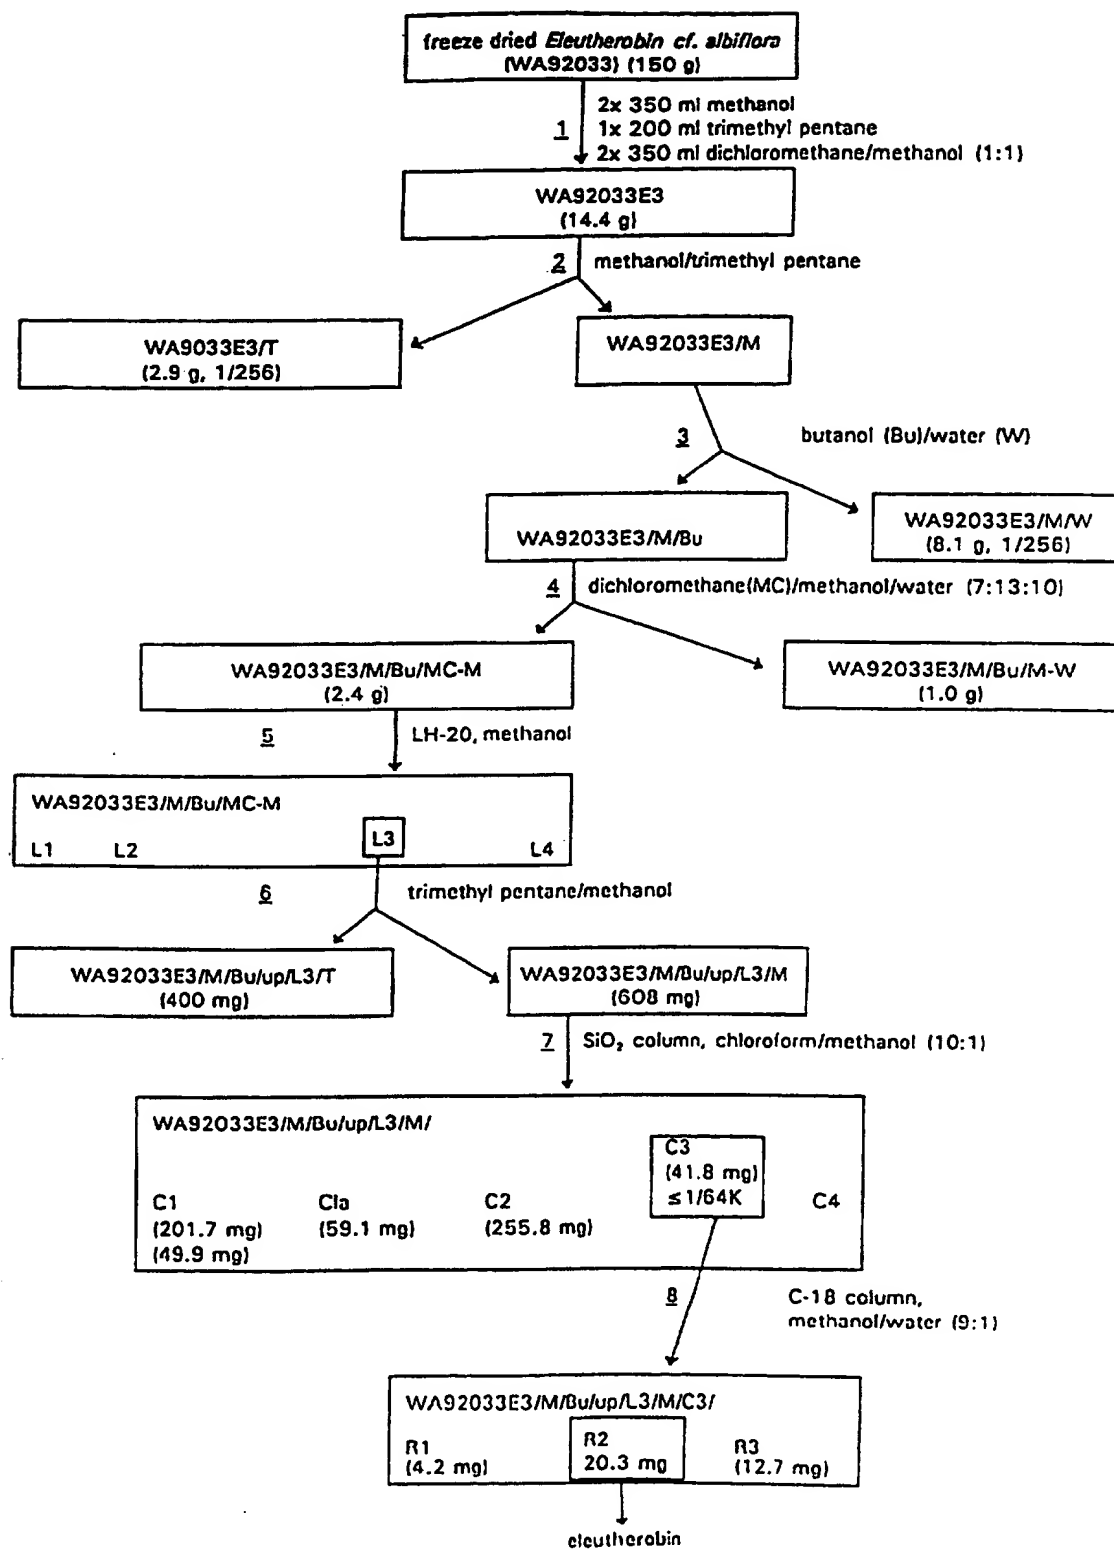 freeze dried Eleutherobin cf. albiflora
(WA92033) (150 g)
2x 350 ml methanol
1 1x 200 ml trimethyl pentane
2x 350 ml dichloromethane/methanol (1:1)
WA92033E3
(14.4 g)
2 methanol/trimethyl pentane
WA9033E3/T
(2.9 g, 1/256)
WA92033E3/M
3 butanol (Bu)/water (W)
WA92033E3/M/Bu
WA92033E3/M/W
(8.1 g, 1/256)
4 dichloromethane(MC)/methanol/water (7:13:10)
WA92033E3/M/Bu/MC-M
(2.4 g)
WA92033E3/M/Bu/M-W
(1.0 g)
5 LH-20, methanol
WA92033E3/M/Bu/MC-M
L1 L2 L3 L4
6 trimethyl pentane/methanol
WA92033E3/M/Bu/up/L3/T
(400 mg)
WA92033E3/M/Bu/up/L3/M
(608 mg)
7 SiO₂ column, chloroform/methanol (10:1)
WA92033E3/M/Bu/up/L3/M/
C3
(41.8 mg)
≤1/64K
C1 CIa C2 C4
(201.7 mg) (59.1 mg) (255.8 mg)
(49.9 mg)
8 C-18 column,
methanol/water (9:1)
WA92033E3/M/Bu/up/L3/M/C3/
R1 R2 R3
(4.2 mg) 20.3 mg (12.7 mg)
eleutherobin